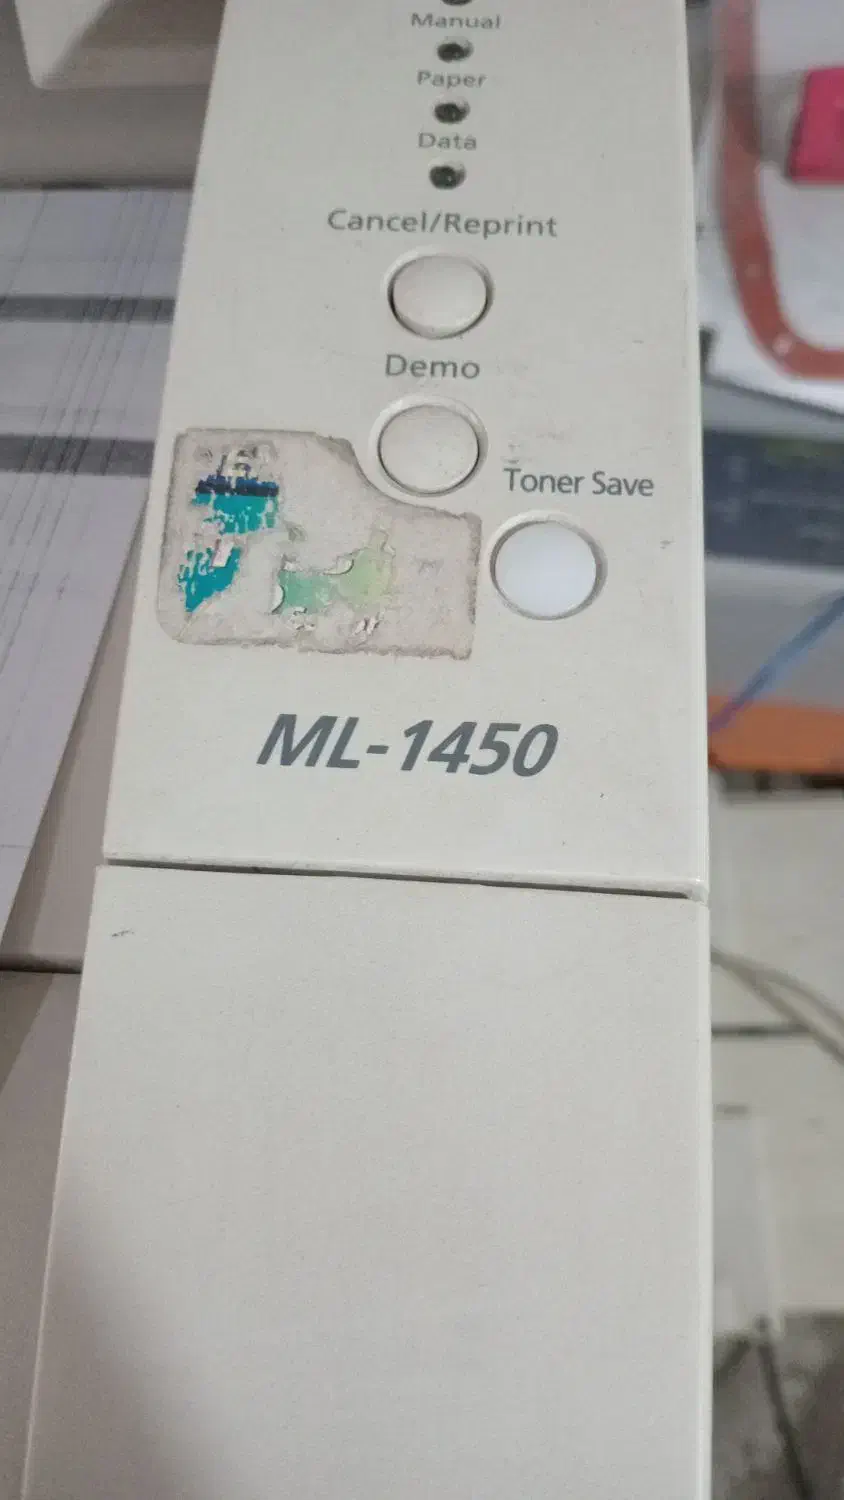 Manual
Paper
Data
Cancel/Reprint
Demo
Toner Save
ML-1450